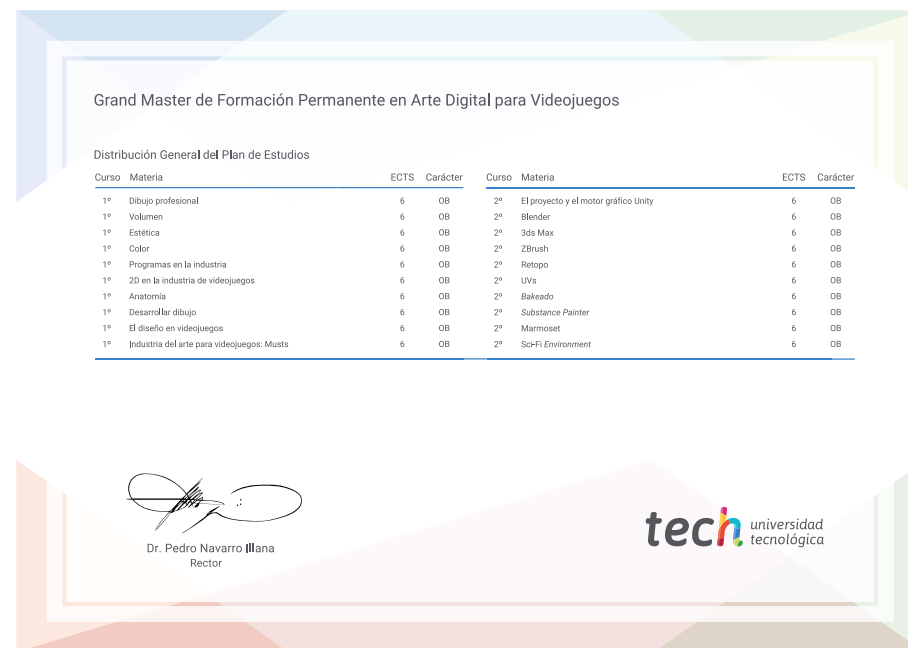 Grand Master de Formación Permanente en Arte Digital para Videojuegos
Distribución General del Plan de Estudios
Curso Materia ECTS Carácter
1º Dibujo profesional 6 OB
1º Volumen 6 OB
1º Estética 6 OB
1º Color 6 OB
1º Programas en la industria 6 OB
1º 2D en la industria de videojuegos 6 OB
1º Anatomía 6 OB
1º Desarrollar dibujo 6 OB
1º El diseño en videojuegos 6 OB
1º Industria del arte para videojuegos: Musts 6 OB
Curso Materia ECTS Carácter
2º El proyecto y el motor gráfico Unity 6 OB
2º Blender 6 OB
2º 3ds Max 6 OB
2º ZBrush 6 OB
2º Retopo 6 OB
2º UVs 6 OB
2º Bakeado 6 OB
2º Substance Painter 6 OB
2º Marmoset 6 OB
2º Sci-Fi Environment 6 OB
Dr. Pedro Navarro Illana
Rector
tech universidad
tecnológica